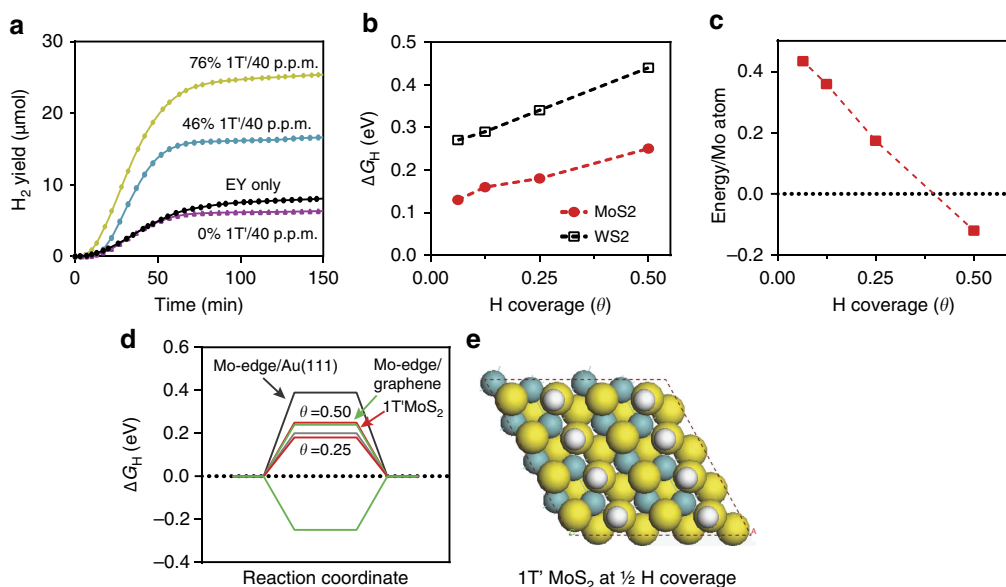 a
30
20
10
0
H₂ yield (μmol)
76% 1T'/40 p.p.m.
46% 1T'/40 p.p.m.
EY only
0% 1T'/40 p.p.m.
0
50
100
150
Time (min)
b
0.5
0.4
0.3
0.2
0.1
0.0
ΔG_H (eV)
MoS2
WS2
0.00
0.25
0.50
H coverage (θ)
c
0.4
0.2
0.0
−0.2
Energy/Mo atom
0.00
0.25
0.50
H coverage (θ)
d
0.6
0.4
0.2
0.0
−0.2
−0.4
ΔG_H (eV)
Mo-edge/Au(111)
Mo-edge/
graphene
1T'MoS₂
θ=0.50
θ=0.25
Reaction coordinate
e
A
1T' MoS₂ at ½ H coverage